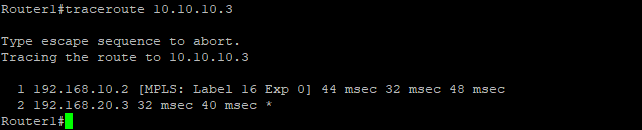 Router1#traceroute 10.10.10.3
Type escape sequence to abort.
Tracing the route to 10.10.10.3
1 192.168.10.2 [MPLS: Label 16 Exp 0] 44 msec 32 msec 48 msec
2 192.168.20.3 32 msec 40 msec *
Router1#